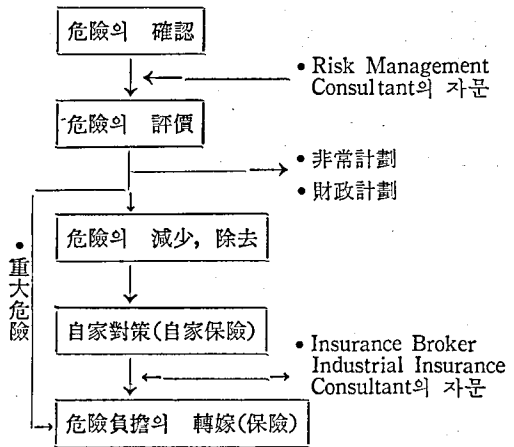 危險의 確認
• Risk Management
Consultant의 자문
危險의 評價
• 非常計劃
• 財政計劃
危險의 減少, 除去
• 重大危險
自家對策(自家保險)
• Insurance Broker
Industrial Insurance
Consultant의 자문
危險負擔의 轉嫁(保險)